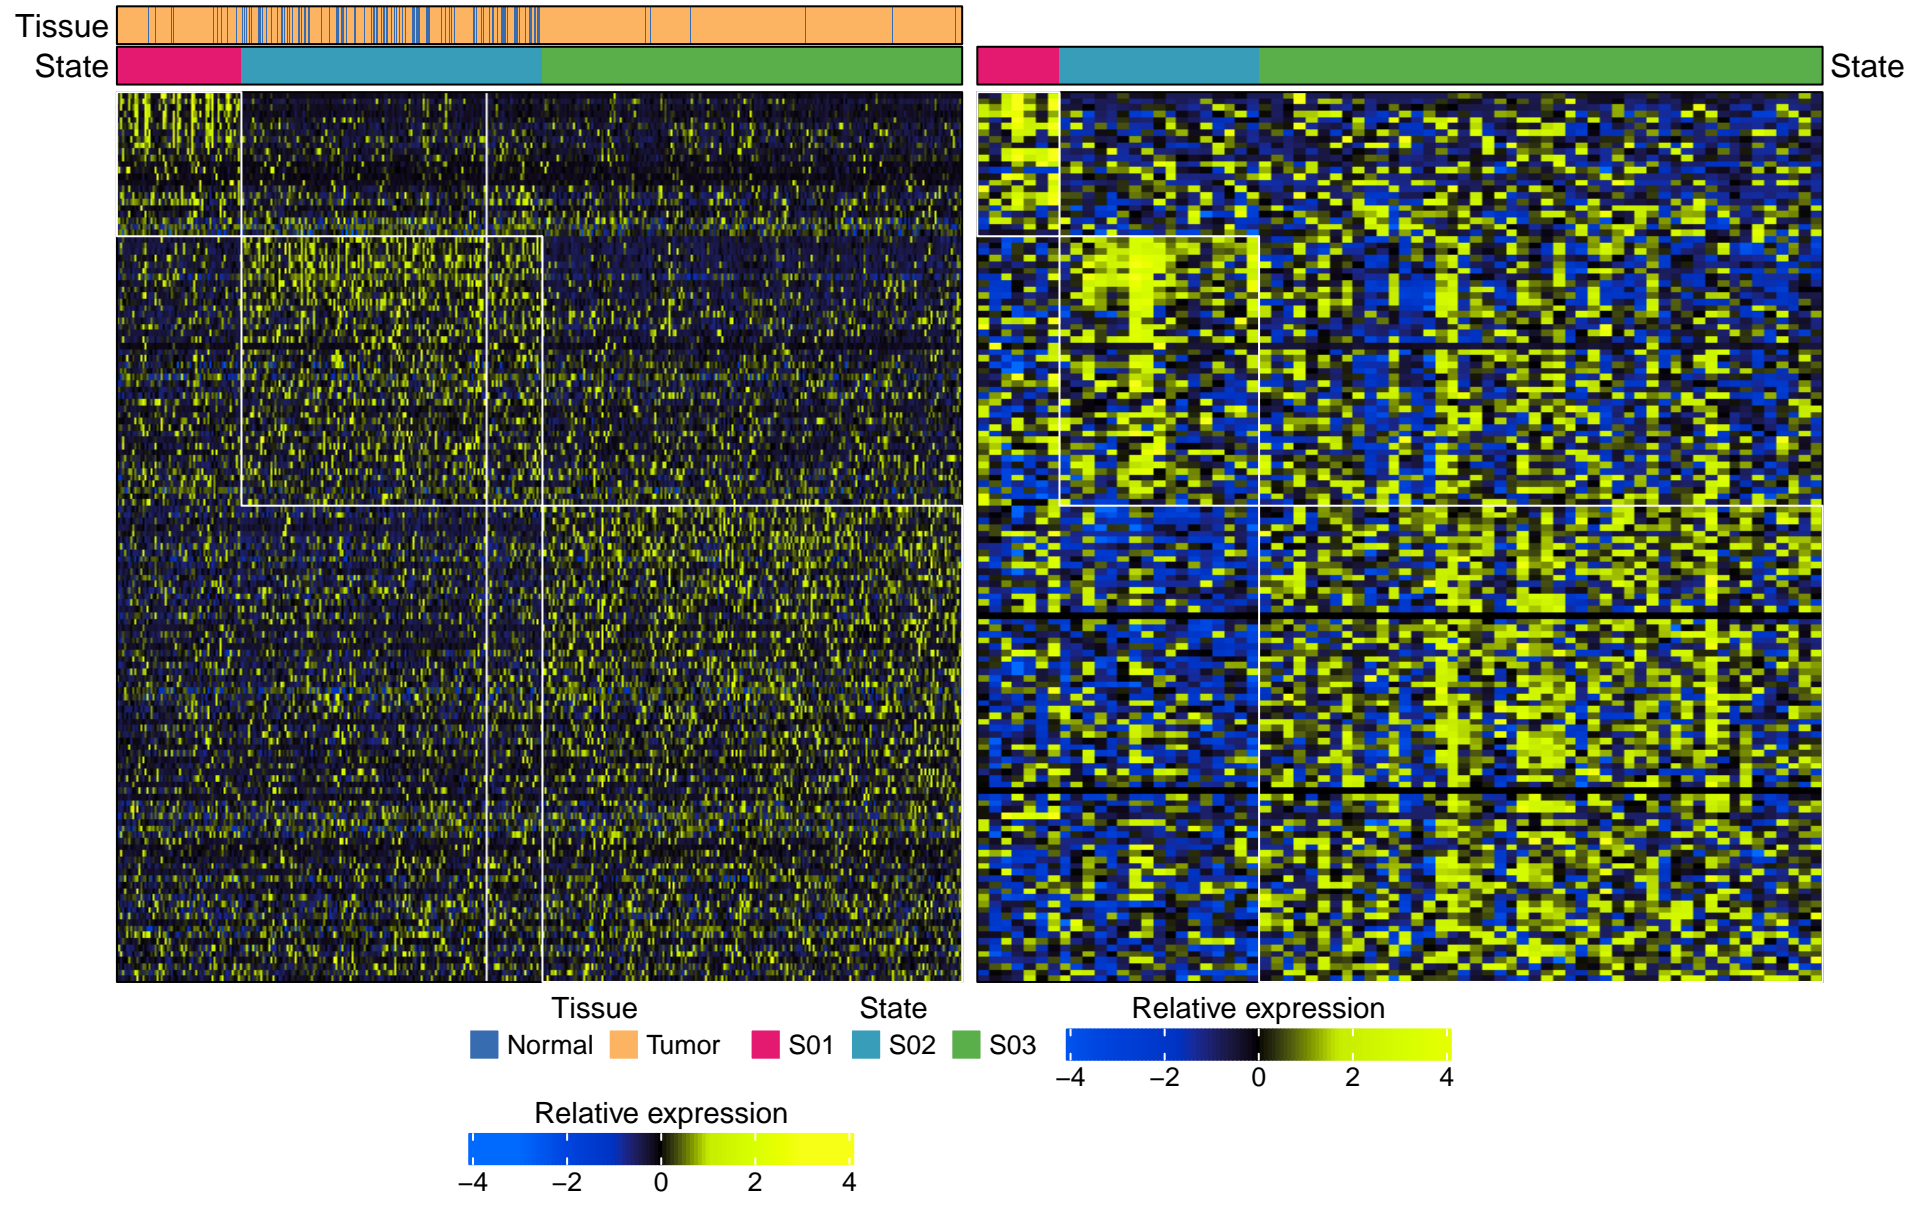 Tissue
State
State
Tissue
Normal Tumor
State
S01 S02 S03
Relative expression
−4 −2 0 2 4
Relative expression
−4 −2 0 2 4